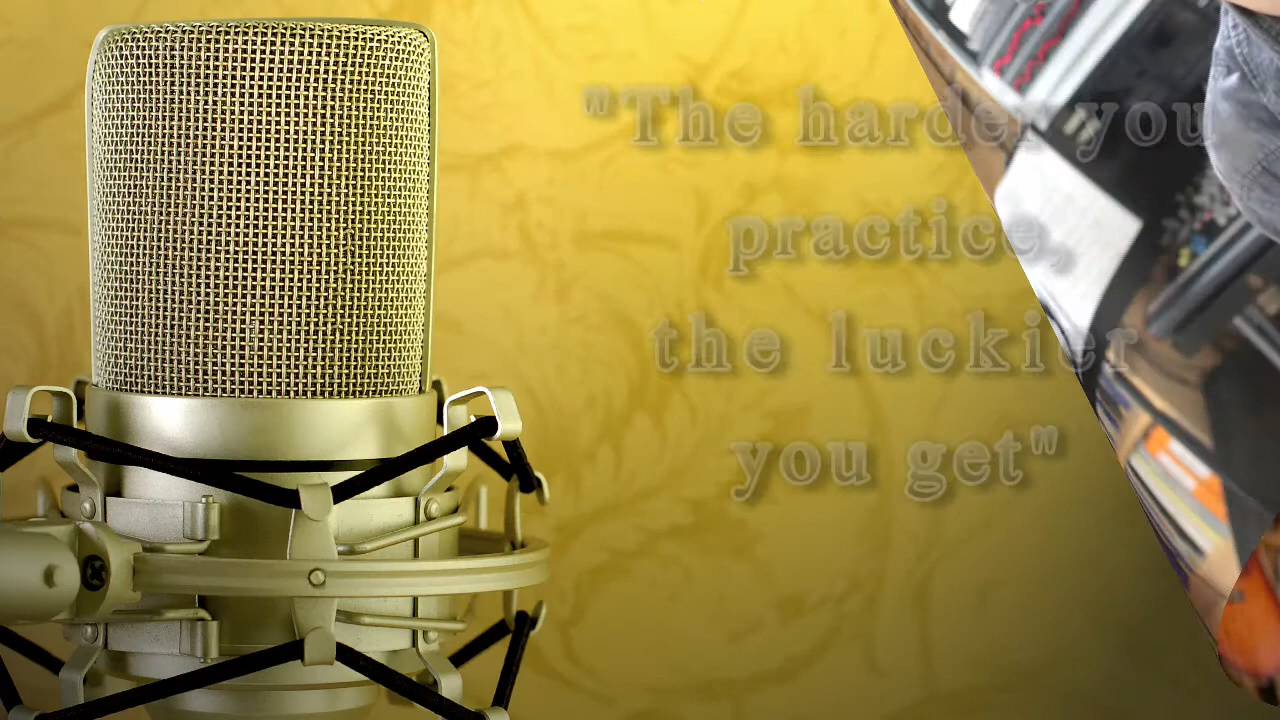 "The harder you
practice,
the luckier
you get"